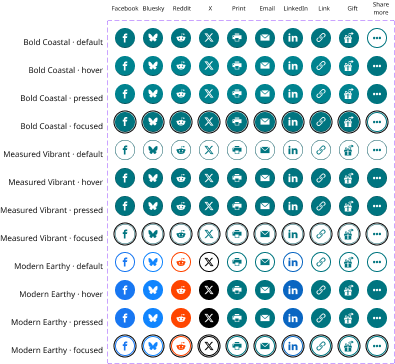 Facebook Bluesky Reddit X Print Email LinkedIn Link Gift Share more
Bold Coastal · default
Bold Coastal · hover
Bold Coastal · pressed
Bold Coastal · focused
Measured Vibrant · default
Measured Vibrant · hover
Measured Vibrant · pressed
Measured Vibrant · focused
Modern Earthy · default
Modern Earthy · hover
Modern Earthy · pressed
Modern Earthy · focused